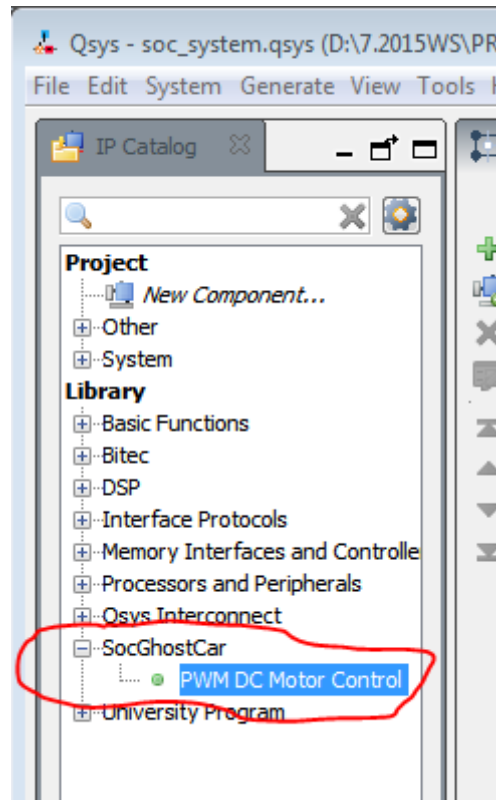 Qsys - soc_system.qsys (D:\7.2015WS\PR
File Edit System Generate View Tools H
IP Catalog
Project
New Component...
Other
System
Library
Basic Functions
Bitec
DSP
Interface Protocols
Memory Interfaces and Controlle
Processors and Peripherals
Qsys Interconnect
SocGhostCar
PWM DC Motor Control
University Program